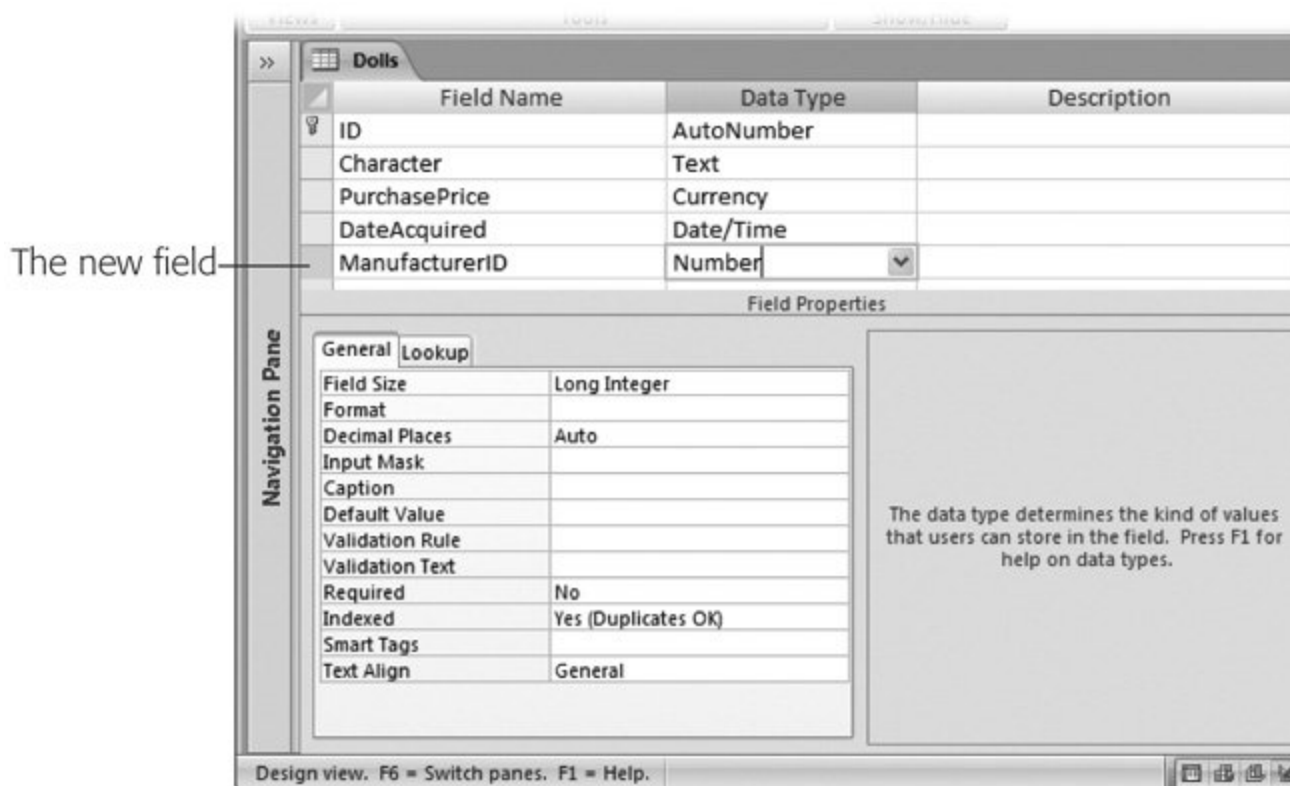 Views Tools Show/Hide
» Dolls
Field Name Data Type Description
ID AutoNumber
Character Text
PurchasePrice Currency
DateAcquired Date/Time
The new field ManufacturerID Number
Field Properties
Navigation Pane
General Lookup
Field Size Long Integer
Format
Decimal Places Auto
Input Mask
Caption
Default Value
Validation Rule
Validation Text
Required No
Indexed Yes (Duplicates OK)
Smart Tags
Text Align General
The data type determines the kind of values
that users can store in the field. Press F1 for
help on data types.
Design view. F6 = Switch panes. F1 = Help.